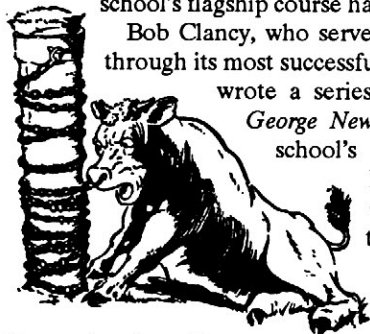 school's flagship course ha
Bob Clancy, who serve
through its most successfu
wrote a series
George New
school's
t